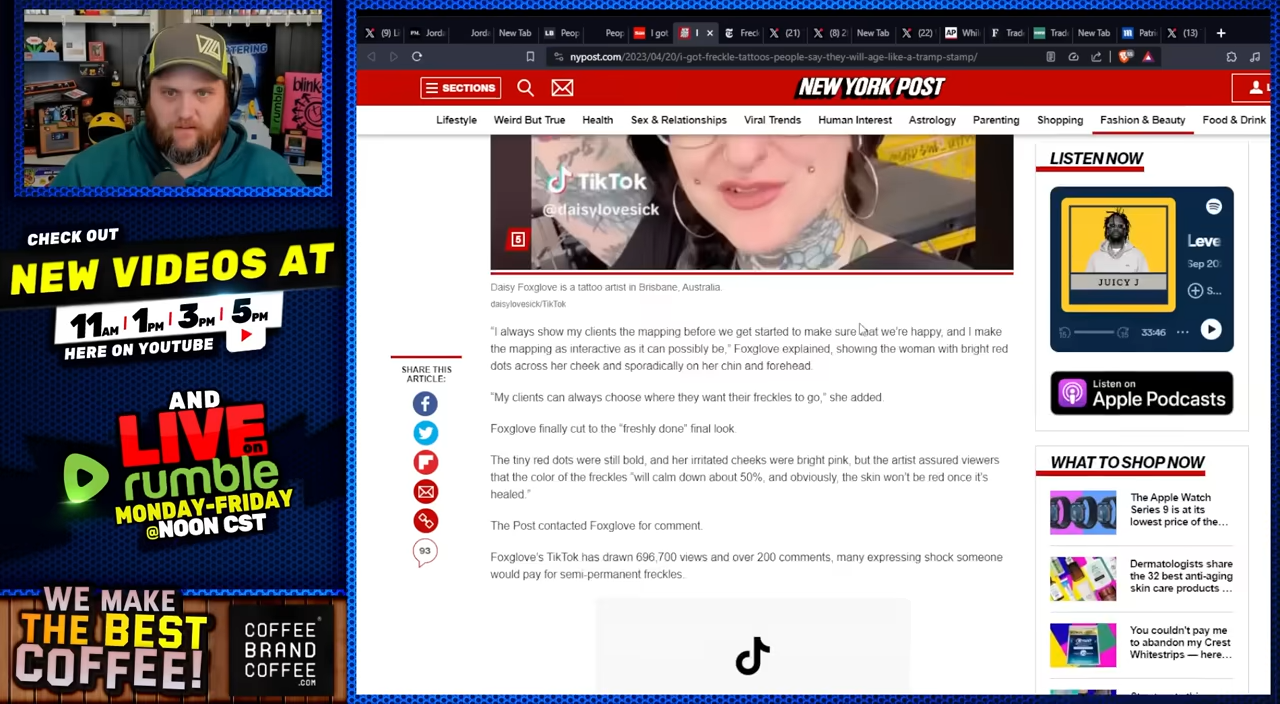 CHECK OUT
NEW VIDEOS AT
11AM | 1PM | 3PM | 5PM
HERE ON YOUTUBE
AND
LIVE on
rumble
MONDAY-FRIDAY
@NOON CST
WE MAKE
THE BEST
COFFEE!
COFFEE
BRAND
COFFEE
.COM
rumble
blink
New Tab
New Tab
New Tab
nypost.com/2023/04/20/i-got-freckle-tattoos-people-say-they-will-age-like-a-tramp-stamp/
SECTIONS
NEW YORK POST
Lifestyle
Weird But True
Health
Sex & Relationships
Viral Trends
Human Interest
Astrology
Parenting
Shopping
Fashion & Beauty
Food & Drink
TikTok
@daisylovesick
Daisy Foxglove is a tattoo artist in Brisbane, Australia.
daisylovesick/TikTok
"I always show my clients the mapping before we get started to make sure that we're happy, and I make
the mapping as interactive as it can possibly be," Foxglove explained, showing the woman with bright red
dots across her cheek and sporadically on her chin and forehead.
"My clients can always choose where they want their freckles to go," she added.
Foxglove finally cut to the "freshly done" final look.
The tiny red dots were still bold, and her irritated cheeks were bright pink, but the artist assured viewers
that the color of the freckles "will calm down about 50%, and obviously, the skin won't be red once it's
healed."
The Post contacted Foxglove for comment.
Foxglove's TikTok has drawn 696,700 views and over 200 comments, many expressing shock someone
would pay for semi-permanent freckles.
SHARE THIS
ARTICLE:
93
LISTEN NOW
JUICY J
Leve
Sep 20
S...
33:46
Listen on
Apple Podcasts
WHAT TO SHOP NOW
The Apple Watch
Series 9 is at its
lowest price of the...
Dermatologists share
the 32 best anti-aging
skin care products ...
You couldn't pay me
to abandon my Crest
Whitestrips — here...